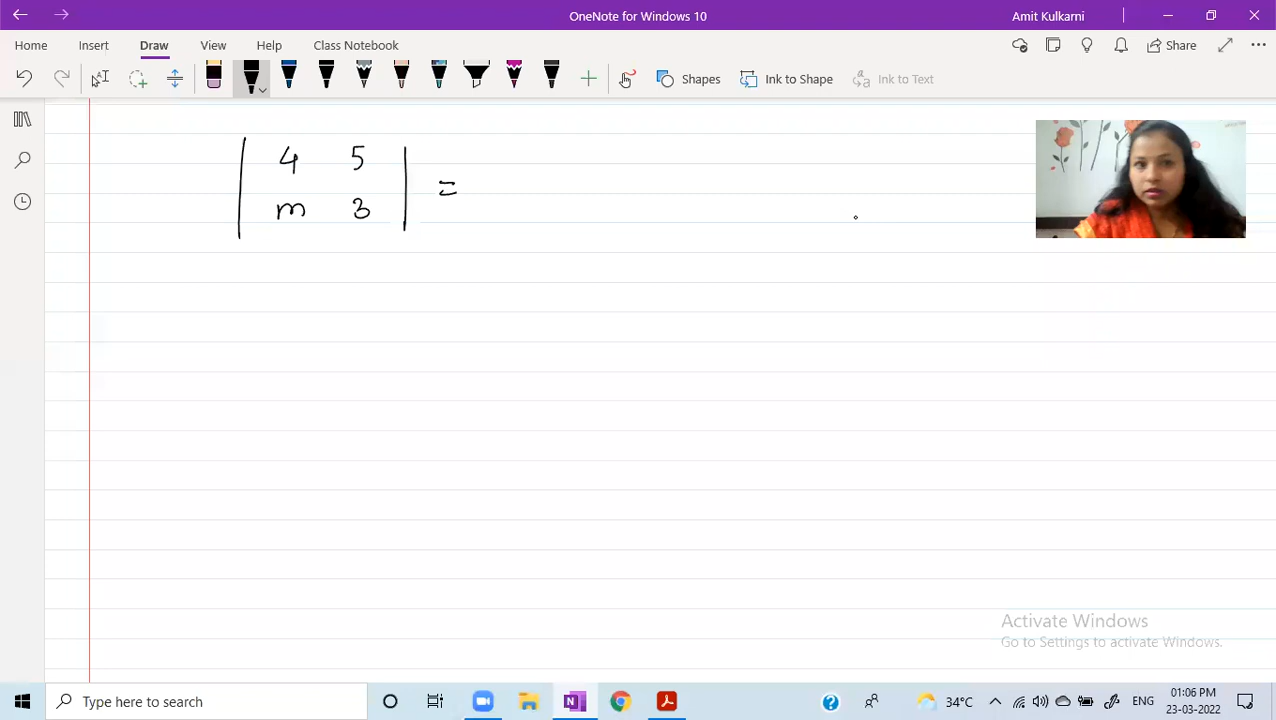 OneNote for Windows 10
Amit Kulkarni
Home Insert Draw View Help Class Notebook
Share
Shapes Ink to Shape Ink to Text
4 5
m 3
=
Activate Windows
Go to Settings to activate Windows.
Type here to search
34°C
ENG
01:06 PM
23-03-2022